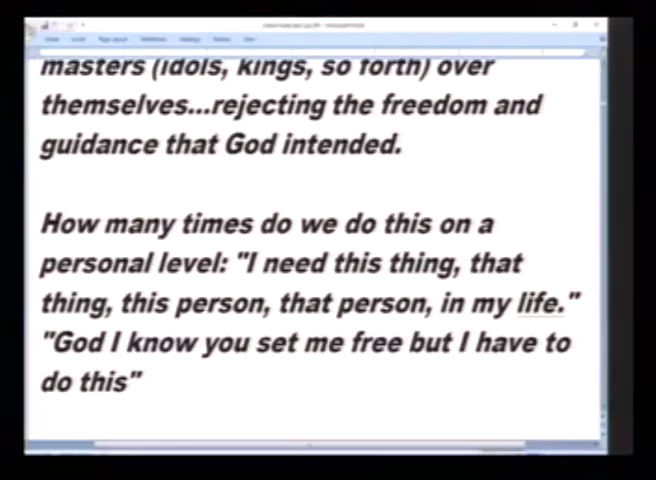 masters (idols, kings, so forth) over
themselves...rejecting the freedom and
guidance that God intended.
How many times do we do this on a
personal level: "I need this thing, that
thing, this person, that person, in my life."
"God I know you set me free but I have to
do this"